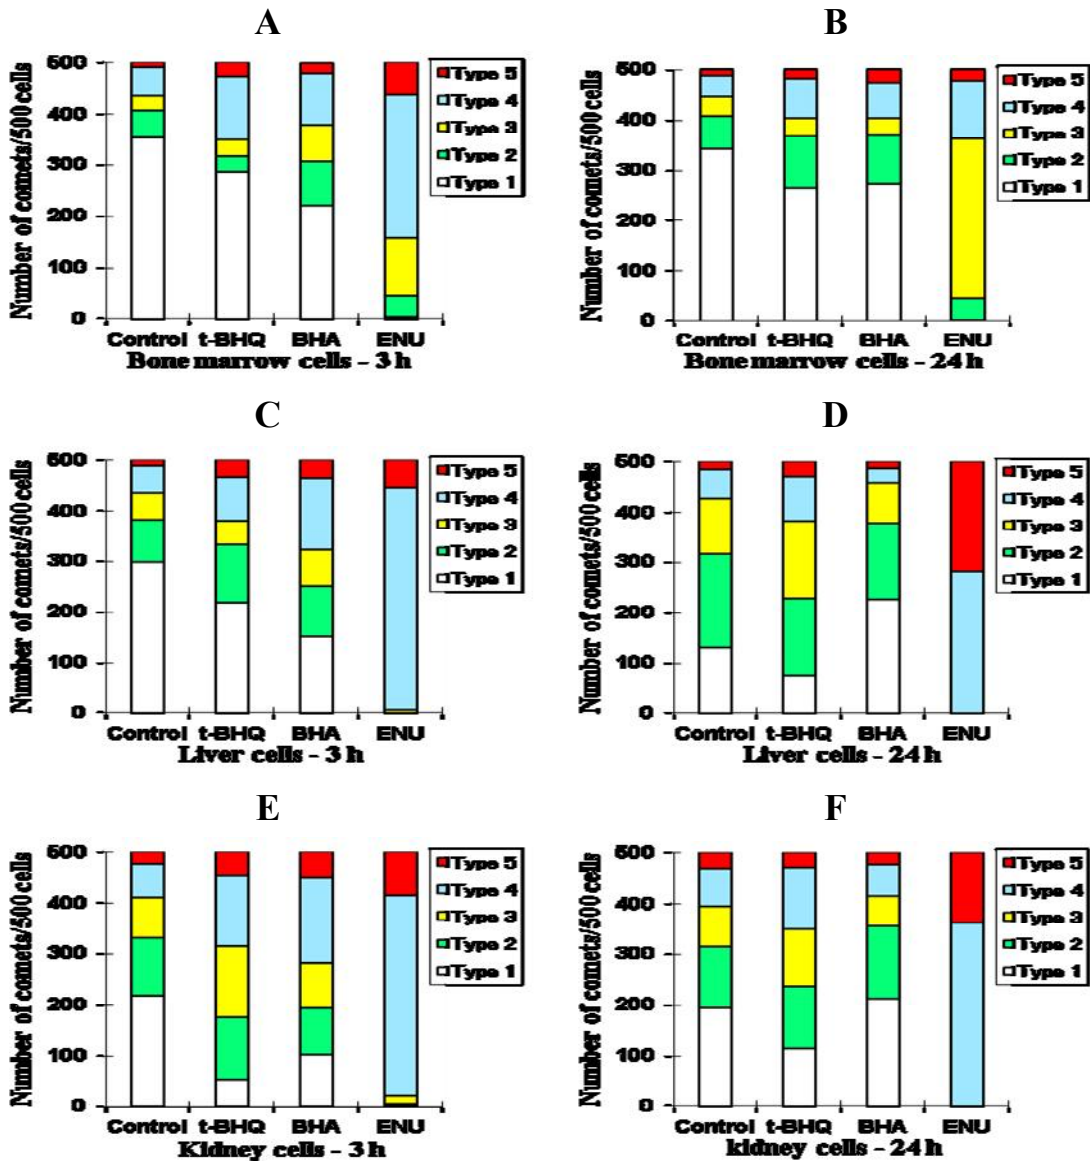 A
Number of comets/500 cells
500
400
300
200
100
0
Type 5
Type 4
Type 3
Type 2
Type 1
Control t-BHQ BHA ENU
Bone marrow cells - 3 h
B
Number of comets/500 cells
500
400
300
200
100
0
Type 5
Type 4
Type 3
Type 2
Type 1
Control t-BHQ BHA ENU
Bone marrow cells - 24 h
C
Number of comets/500 cells
500
400
300
200
100
0
Type 5
Type 4
Type 3
Type 2
Type 1
Control t-BHQ BHA ENU
Liver cells - 3 h
D
Number of comets/500 cells
500
400
300
200
100
0
Type 5
Type 4
Type 3
Type 2
Type 1
Control t-BHQ BHA ENU
Liver cells - 24 h
E
Number of comets/500 cells
500
400
300
200
100
0
Type 5
Type 4
Type 3
Type 2
Type 1
Control t-BHQ BHA ENU
Kidney cells - 3 h
F
Number of comets/500 cells
500
400
300
200
100
0
Type 5
Type 4
Type 3
Type 2
Type 1
Control t-BHQ BHA ENU
kidney cells - 24 h